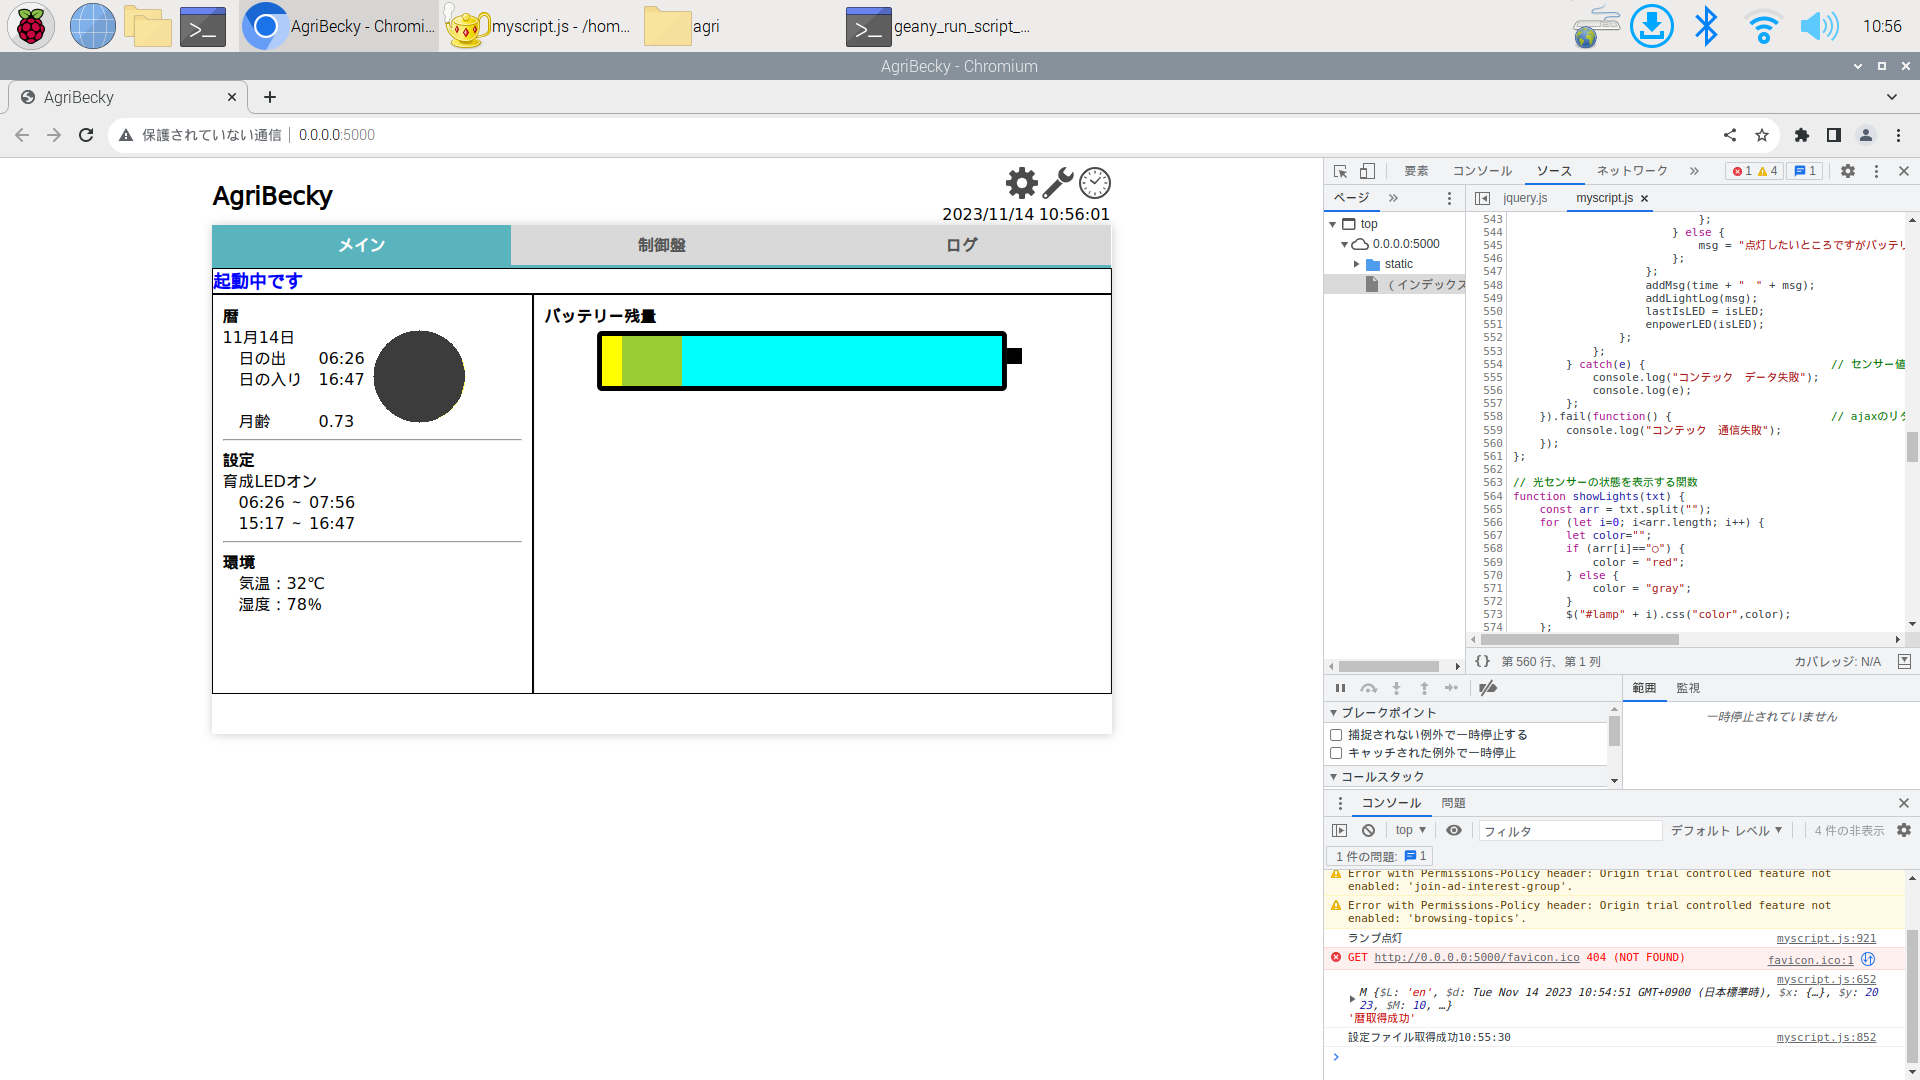 AgriBecky - Chromi...
myscript.js - /hom...
agri
geany_run_script_...
10:56
AgriBecky - Chromium
AgriBecky
保護されていない通信
0.0.0.0:5000
AgriBecky
2023/11/14 10:56:01
メイン
制御盤
ログ
起動中です
暦
11月14日
日の出 06:26
日の入り 16:47
月齢 0.73
設定
育成LEDオン
06:26 ~ 07:56
15:17 ~ 16:47
環境
気温：32℃
湿度：78%
バッテリー残量
要素 コンソール ソース ネットワーク
1 4 1
ページ
top
0.0.0.0:5000
static
（インデックス
jquery.js
myscript.js
543 };
544 } else {
545 msg = "点灯したいところですがバッテリ
546 };
547 };
548 addMsg(time + "　" + msg);
549 addLightLog(msg);
550 lastIsLED = isLED;
551 enpowerLED(isLED);
552 };
553 };
554 } catch(e) { // センサー値
555 console.log("コンテック　データ失敗");
556 console.log(e);
557 };
558 }).fail(function() { // ajaxのリク
559 console.log("コンテック　通信失敗");
560 });
561 };
562
563 // 光センサーの状態を表示する関数
564 function showLights(txt) {
565 const arr = txt.split("");
566 for (let i=0; i<arr.length; i++) {
567 let color="";
568 if (arr[i]=="○") {
569 color = "red";
570 } else {
571 color = "gray";
572 }
573 $("#lamp" + i).css("color",color);
574 };
{} 第 560 行、第 1 列
カバレッジ: N/A
範囲 監視
一時停止されていません
ブレークポイント
捕捉されない例外で一時停止する
キャッチされた例外で一時停止
コールスタック
コンソール 問題
top
フィルタ
デフォルト レベル
4 件の非表示
1 件の問題: 1
Error with Permissions-Policy header: Origin trial controlled feature not
enabled: 'join-ad-interest-group'.
Error with Permissions-Policy header: Origin trial controlled feature not
enabled: 'browsing-topics'.
ランプ点灯 myscript.js:921
GET http://0.0.0.0:5000/favicon.ico 404 (NOT FOUND) favicon.ico:1
myscript.js:652
M {$L: 'en', $d: Tue Nov 14 2023 10:54:51 GMT+0900 (日本標準時), $x: {…}, $y: 20
23, $M: 10, …}
'暦取得成功'
設定ファイル取得成功10:55:30 myscript.js:852